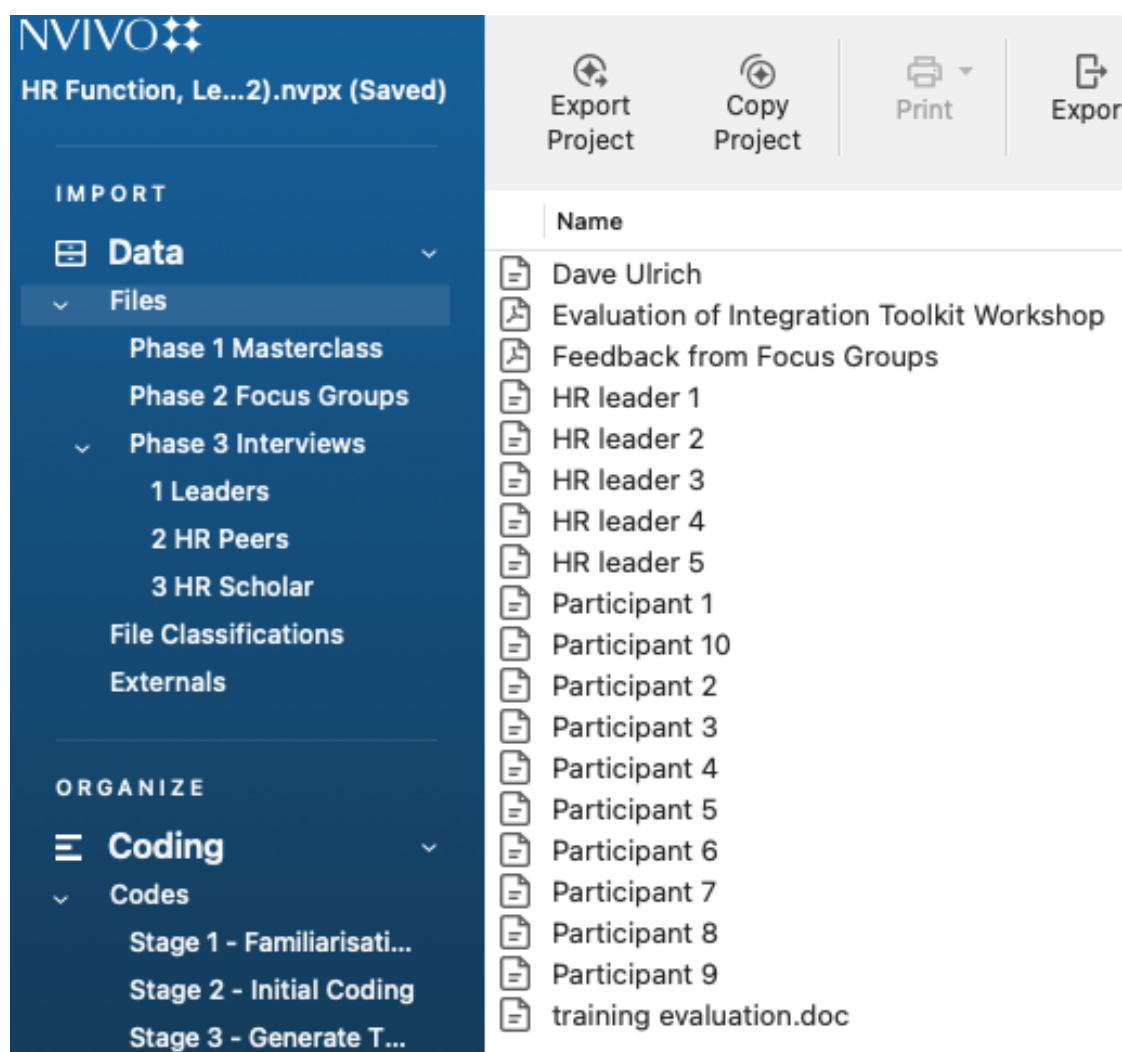 NVIVO
HR Function, Le...2).nvpx (Saved)
IMPORT
Data
Files
Phase 1 Masterclass
Phase 2 Focus Groups
Phase 3 Interviews
1 Leaders
2 HR Peers
3 HR Scholar
File Classifications
Externals
ORGANIZE
Coding
Codes
Stage 1 - Familiarisati...
Stage 2 - Initial Coding
Stage 3 - Generate T...
Export
Project
Copy
Project
Print
Expor
Name
Dave Ulrich
Evaluation of Integration Toolkit Workshop
Feedback from Focus Groups
HR leader 1
HR leader 2
HR leader 3
HR leader 4
HR leader 5
Participant 1
Participant 10
Participant 2
Participant 3
Participant 4
Participant 5
Participant 6
Participant 7
Participant 8
Participant 9
training evaluation.doc